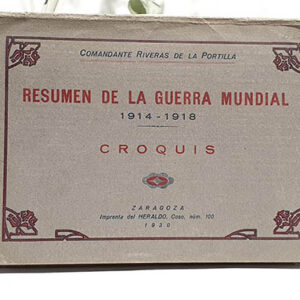 COMANDANTE RIVERAS DE LA PORTILLA
RESUMEN DE LA GUERRA MUNDIAL
1914-1918
CROQUIS
ZARAGOZA
Imprenta del HERALDO, Coso, núm. 100
1930